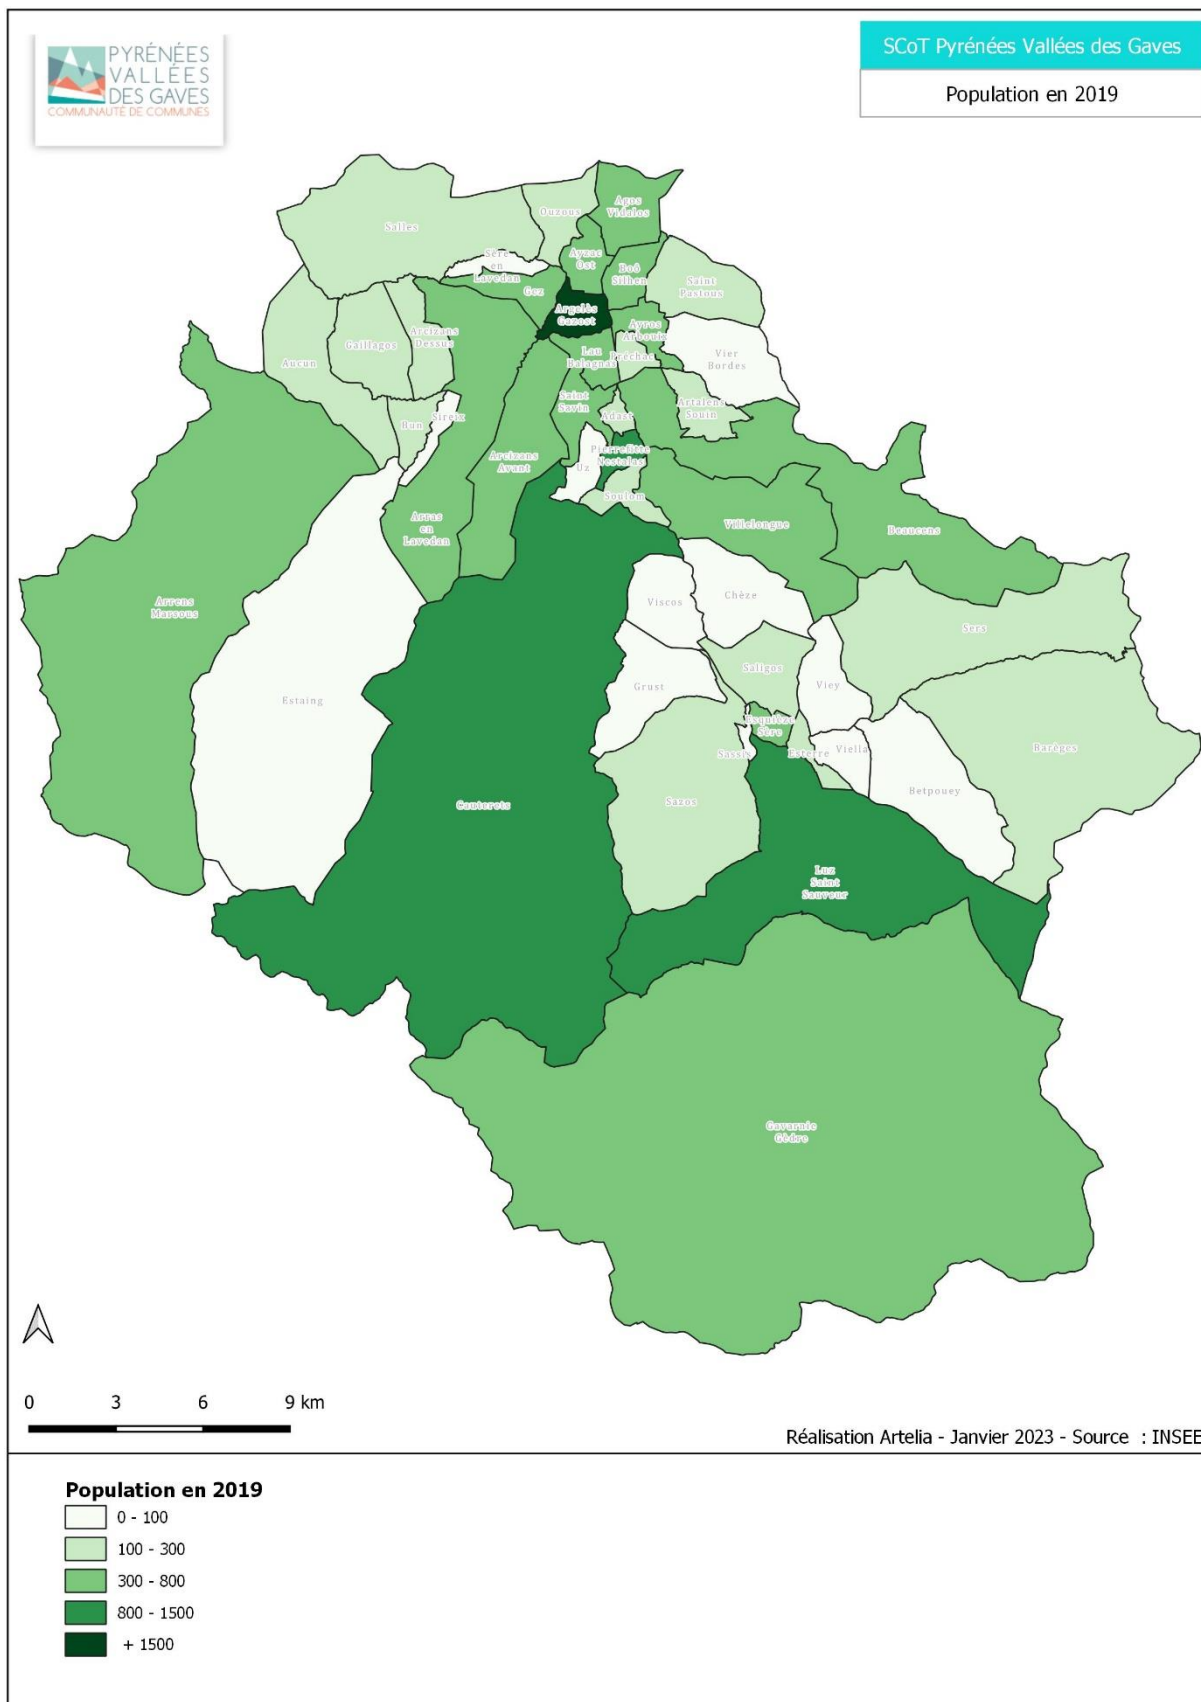 PYRÉNÉES
VALLÉES
DES GAVES
COMMUNAUTÉ DE COMMUNES
SCoT Pyrénées Vallées des Gaves
Population en 2019
Agos
Vidalos
Ouzous
Salles
Ayzac
Ost
Sère
en
Lavedan
Boô
Silhen
Saint
Pastous
Gez
Argelès
Gazost
Ayros
Arbouix
Arcizans
Dessus
Gaillagos
Aucun
Lau
Balagnas
Préchac
Vier
Bordes
Saint
Savin
Artalens
Souin
Adast
Sireix
Bun
Pierrefitte
Nestalas
Arcizans
Avant
Uz
Soulom
Arras
en
Lavedan
Villelongue
Beaucens
Arrens
Marsous
Viscos
Chèze
Sers
Saligos
Viey
Grust
Estaing
Esquièze
Sère
Sassis
Esterre
Viella
Barèges
Betpouey
Sazos
Cauterets
Luz
Saint
Sauveur
Gavarnie
Gèdre
0 3 6 9 km
Réalisation Artelia - Janvier 2023 - Source : INSEE
Population en 2019
0 - 100
100 - 300
300 - 800
800 - 1500
+ 1500